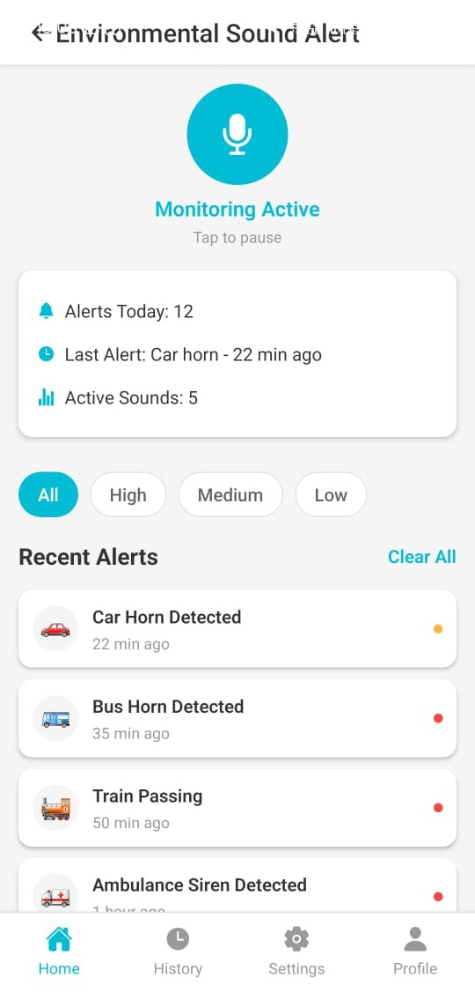 Environmental Sound Alert
Monitoring Active
Tap to pause
Alerts Today: 12
Last Alert: Car horn - 22 min ago
Active Sounds: 5
All
High
Medium
Low
Recent Alerts
Clear All
Car Horn Detected
22 min ago
Bus Horn Detected
35 min ago
Train Passing
50 min ago
Ambulance Siren Detected
1 hour ago
Home
History
Settings
Profile